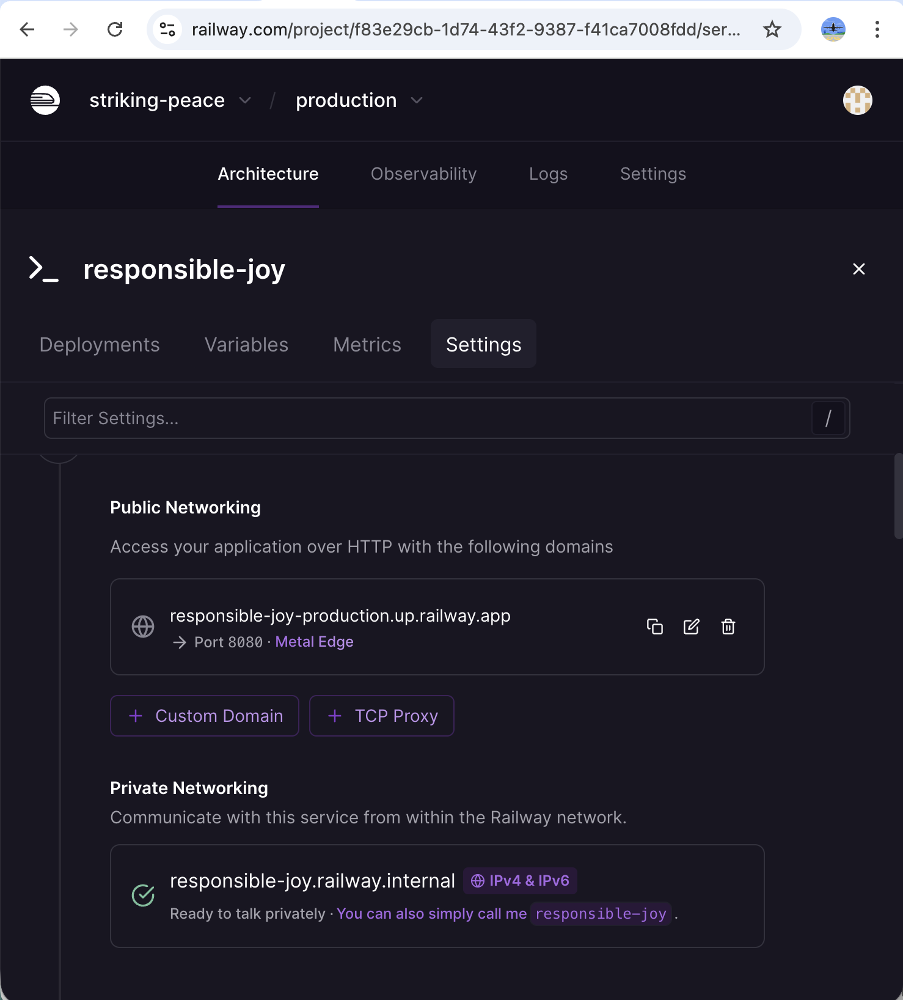 railway.com/project/f83e29cb-1d74-43f2-9387-f41ca7008fdd/ser...
striking-peace / production
Architecture Observability Logs Settings
responsible-joy
Deployments Variables Metrics Settings
Filter Settings... /
Public Networking
Access your application over HTTP with the following domains
responsible-joy-production.up.railway.app
→ Port 8080 · Metal Edge
+ Custom Domain + TCP Proxy
Private Networking
Communicate with this service from within the Railway network.
responsible-joy.railway.internal IPv4 & IPv6
Ready to talk privately · You can also simply call me responsible-joy .